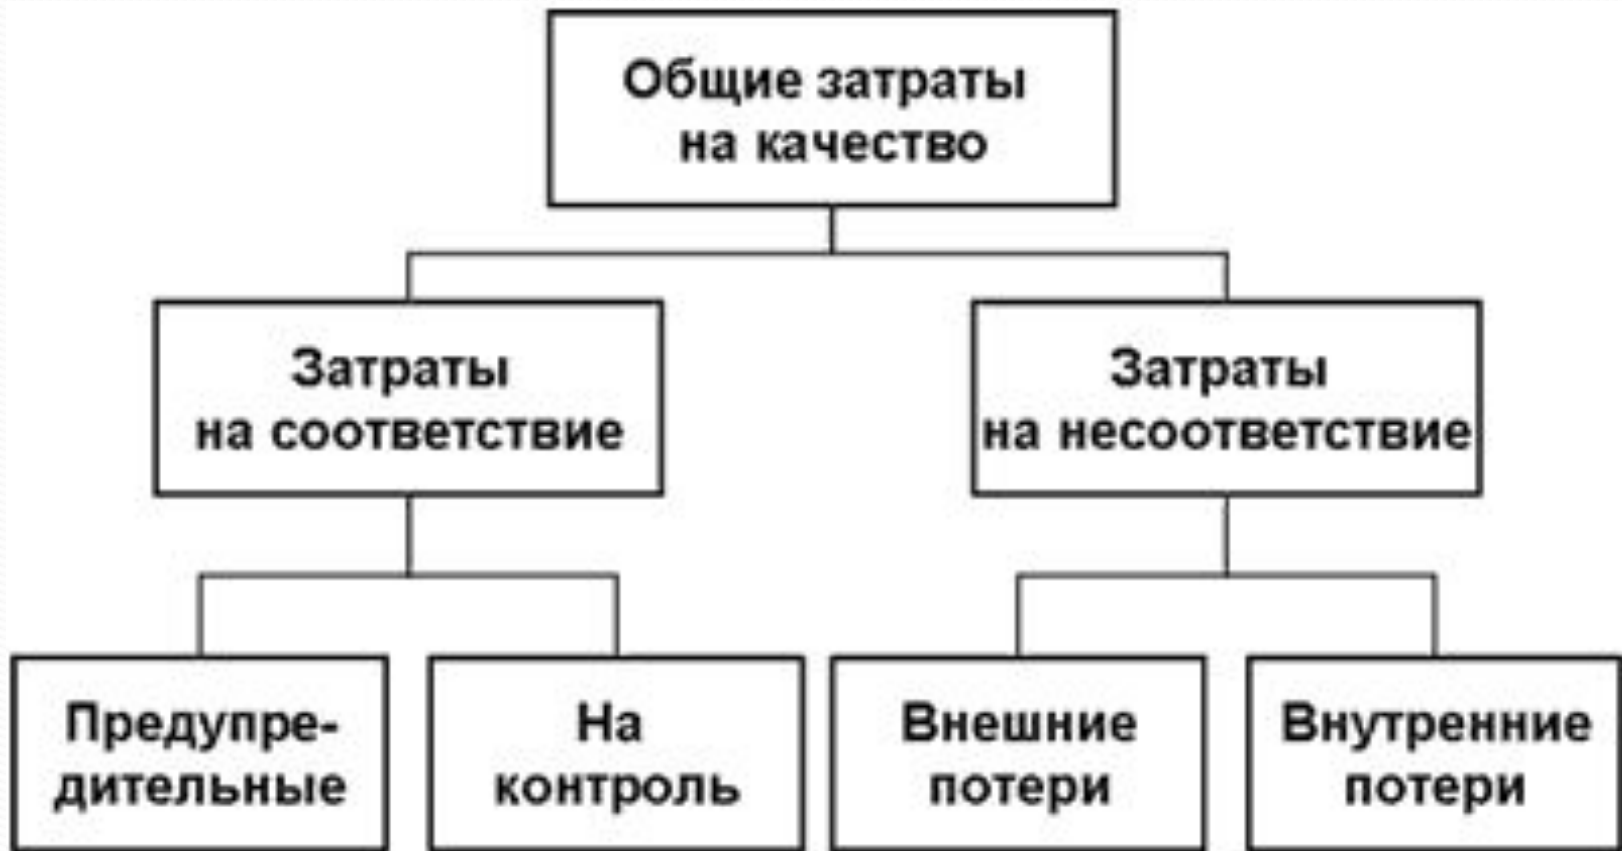 Общие затраты
на качество
Затраты
на соответствие
Затраты
на несоответствие
Предупре-
дительные
На
контроль
Внешние
потери
Внутренние
потери